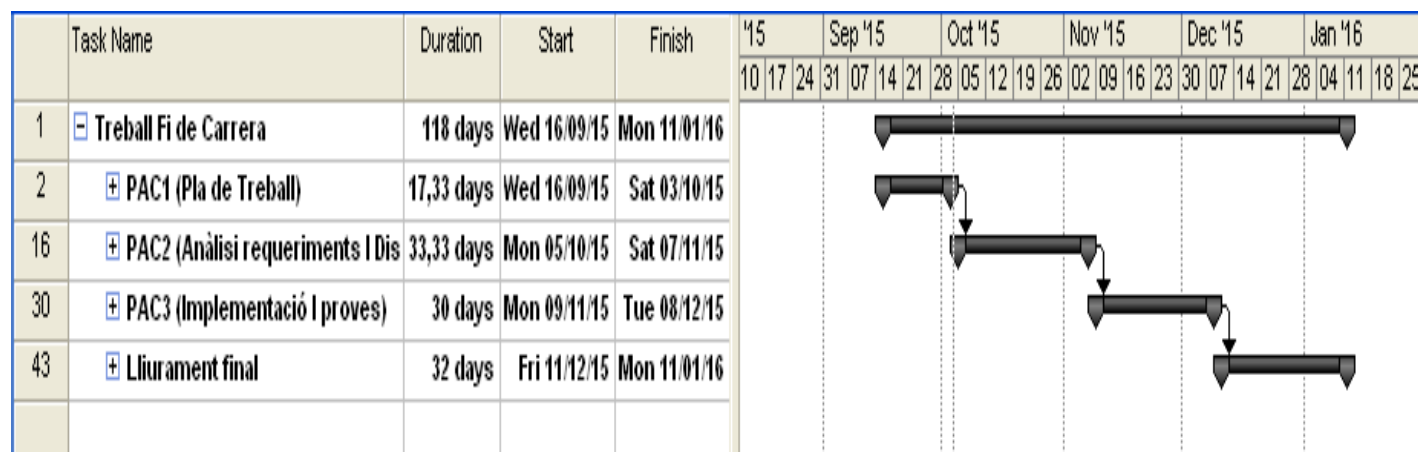 Task Name Duration Start Finish '15 Sep '15 Oct '15 Nov '15 Dec '15 Jan '16
10 17 24 31 07 14 21 28 05 12 19 26 02 09 16 23 30 07 14 21 28 04 11 18 25
1 Treball Fi de Carrera 118 days Wed 16/09/15 Mon 11/01/16
2 PAC1 (Pla de Treball) 17,33 days Wed 16/09/15 Sat 03/10/15
16 PAC2 (Anàlisi requeriments I Dis 33,33 days Mon 05/10/15 Sat 07/11/15
30 PAC3 (Implementació I proves) 30 days Mon 09/11/15 Tue 08/12/15
43 Lliurament final 32 days Fri 11/12/15 Mon 11/01/16